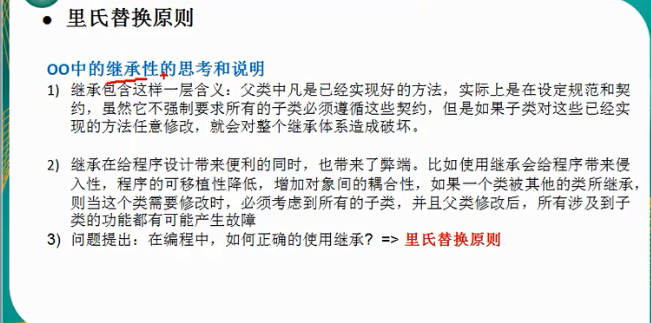 ● 里氏替换原则
OO中的继承性的思考和说明
1) 继承包含这样一层含义：父类中凡是已经实现好的方法，实际上是在设定规范和契
约，虽然它不强制要求所有的子类必须遵循这些契约，但是如果子类对这些已经实
现的方法任意修改，就会对整个继承体系造成破坏。
2) 继承在给程序设计带来便利的同时，也带来了弊端。比如使用继承会给程序带来侵
入性，程序的可移植性降低，增加对象间的耦合性，如果一个类被其他的类所继承，
则当这个类需要修改时，必须考虑到所有的子类，并且父类修改后，所有涉及到子
类的功能都有可能产生故障
3) 问题提出：在编程中，如何正确的使用继承? => 里氏替换原则